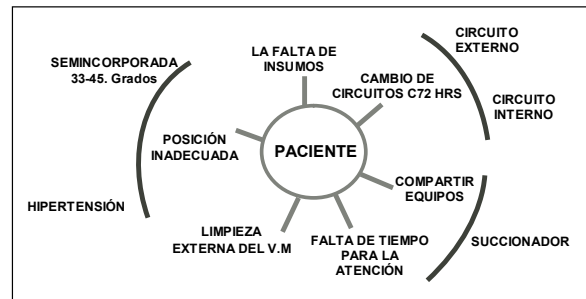 SEMINCORPORADA
33-45. Grados
LA FALTA DE
INSUMOS
CIRCUITO
EXTERNO
CAMBIO DE
CIRCUITOS C72 HRS
CIRCUITO
INTERNO
POSICIÓN
INADECUADA
PACIENTE
HIPERTENSIÓN
COMPARTIR
EQUIPOS
LIMPIEZA
EXTERNA DEL V.M
FALTA DE TIEMPO
PARA LA
ATENCIÓN
SUCCIONADOR